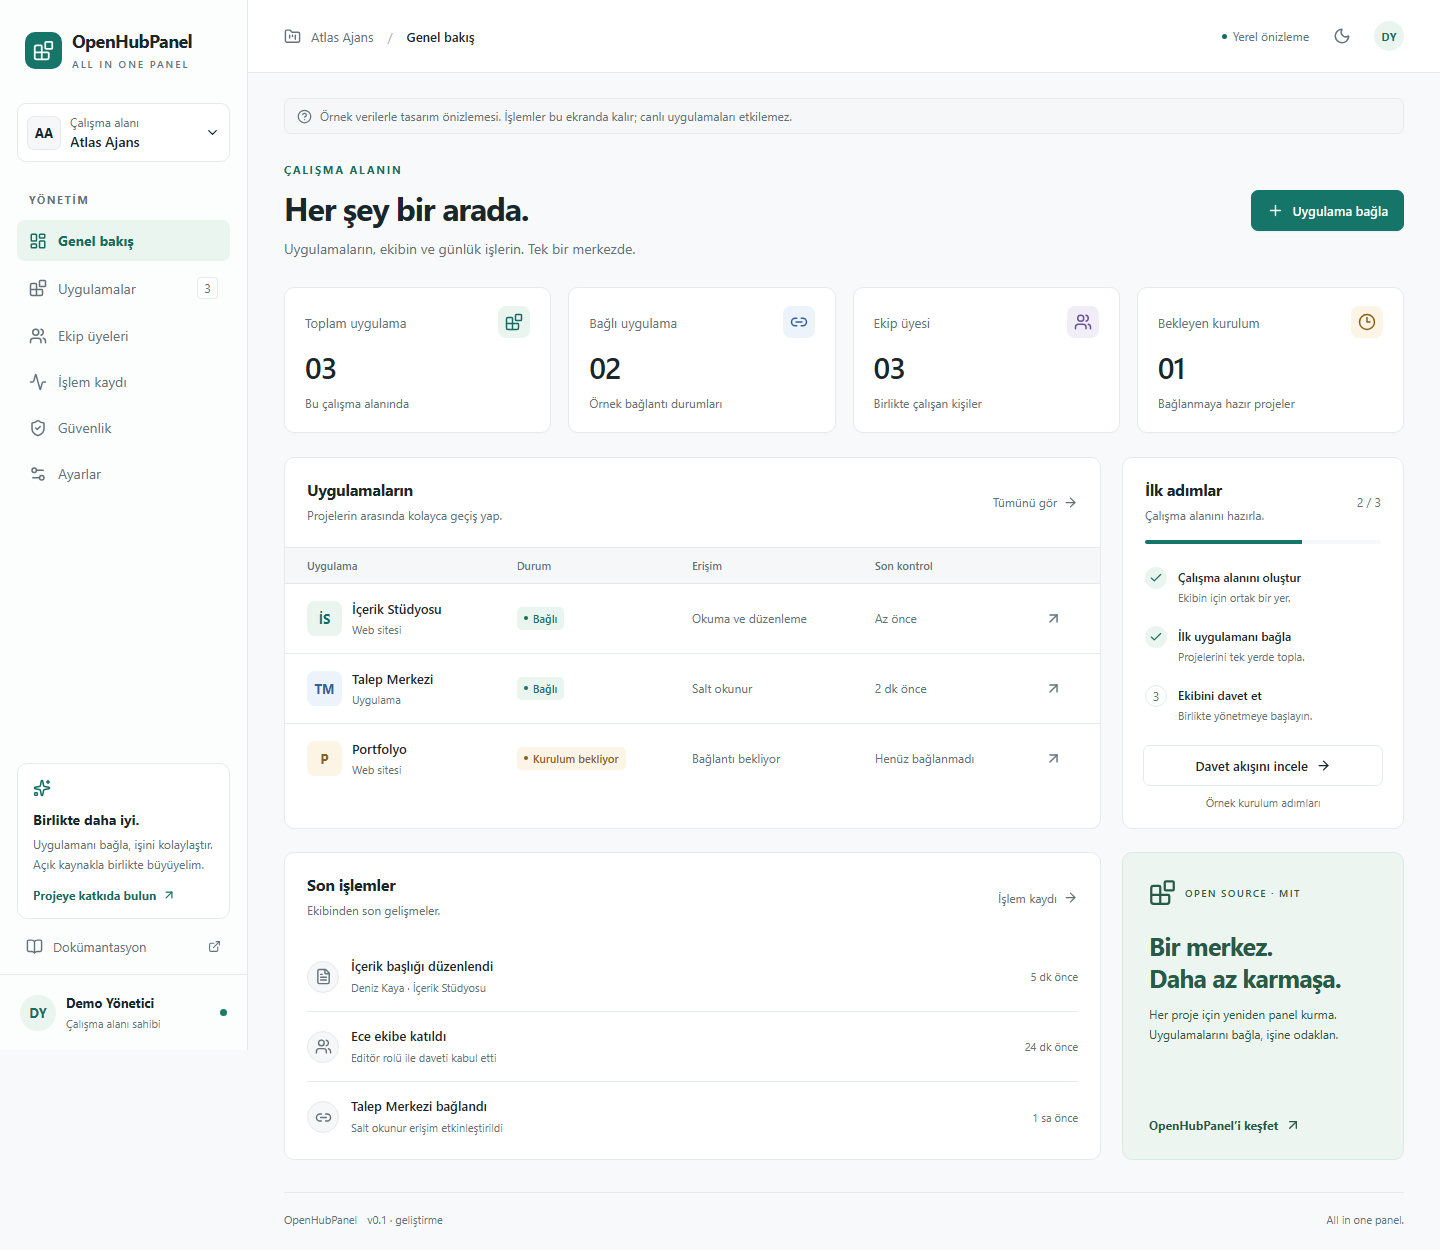 OpenHubPanel
ALL IN ONE PANEL
AA
Çalışma alanı
Atlas Ajans
YÖNETİM
Genel bakış
Uygulamalar
3
Ekip üyeleri
İşlem kaydı
Güvenlik
Ayarlar
Birlikte daha iyi.
Uygulamanı bağla, işini kolaylaştır.
Açık kaynakla birlikte büyüyelim.
Projeye katkıda bulun
Dokümantasyon
DY
Demo Yönetici
Çalışma alanı sahibi
Atlas Ajans / Genel bakış
Yerel önizleme
DY
Örnek verilerle tasarım önizlemesi. İşlemler bu ekranda kalır; canlı uygulamaları etkilemez.
ÇALIŞMA ALANIN
Her şey bir arada.
Uygulamaların, ekibin ve günlük işlerin. Tek bir merkezde.
Uygulama bağla
Toplam uygulama
03
Bu çalışma alanında
Bağlı uygulama
02
Örnek bağlantı durumları
Ekip üyesi
03
Birlikte çalışan kişiler
Bekleyen kurulum
01
Bağlanmaya hazır projeler
Uygulamaların
Projelerin arasında kolayca geçiş yap.
Tümünü gör
Uygulama Durum Erişim Son kontrol
İS
İçerik Stüdyosu
Web sitesi
Bağlı
Okuma ve düzenleme
Az önce
TM
Talep Merkezi
Uygulama
Bağlı
Salt okunur
2 dk önce
P
Portfolyo
Web sitesi
Kurulum bekliyor
Bağlantı bekliyor
Henüz bağlanmadı
İlk adımlar
Çalışma alanını hazırla.
2 / 3
Çalışma alanını oluştur
Ekibin için ortak bir yer.
İlk uygulamanı bağla
Projelerini tek yerde topla.
3
Ekibini davet et
Birlikte yönetmeye başlayın.
Davet akışını incele
Örnek kurulum adımları
Son işlemler
Ekibinden son gelişmeler.
İşlem kaydı
İçerik başlığı düzenlendi
Deniz Kaya · İçerik Stüdyosu
5 dk önce
Ece ekibe katıldı
Editör rolü ile daveti kabul etti
24 dk önce
Talep Merkezi bağlandı
Salt okunur erişim etkinleştirildi
1 sa önce
OPEN SOURCE · MIT
Bir merkez.
Daha az karmaşa.
Her proje için yeniden panel kurma.
Uygulamalarını bağla, işine odaklan.
OpenHubPanel’i keşfet
OpenHubPanel v0.1 · geliştirme
All in one panel.